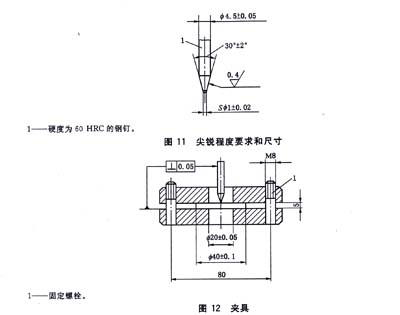 φ4.5±0.05
1
30°±2°
0.4
Sφ1±0.02
1——硬度为 60 HRC 的钢钉。
图 11 尖锐程度要求和尺寸
⊥ 0.05
M8
1
5
φ20±0.05
φ40±0.1
80
1——固定螺栓。
图 12 夹具